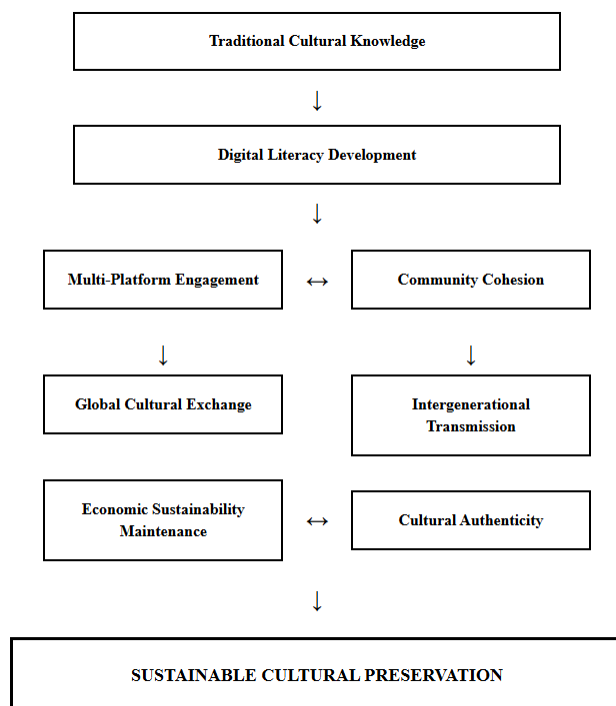 Traditional Cultural Knowledge
↓
Digital Literacy Development
↓
Multi-Platform Engagement ↔ Community Cohesion
↓ ↓
Global Cultural Exchange
Intergenerational
Transmission
Economic Sustainability
Maintenance
↔
Cultural Authenticity
↓
SUSTAINABLE CULTURAL PRESERVATION